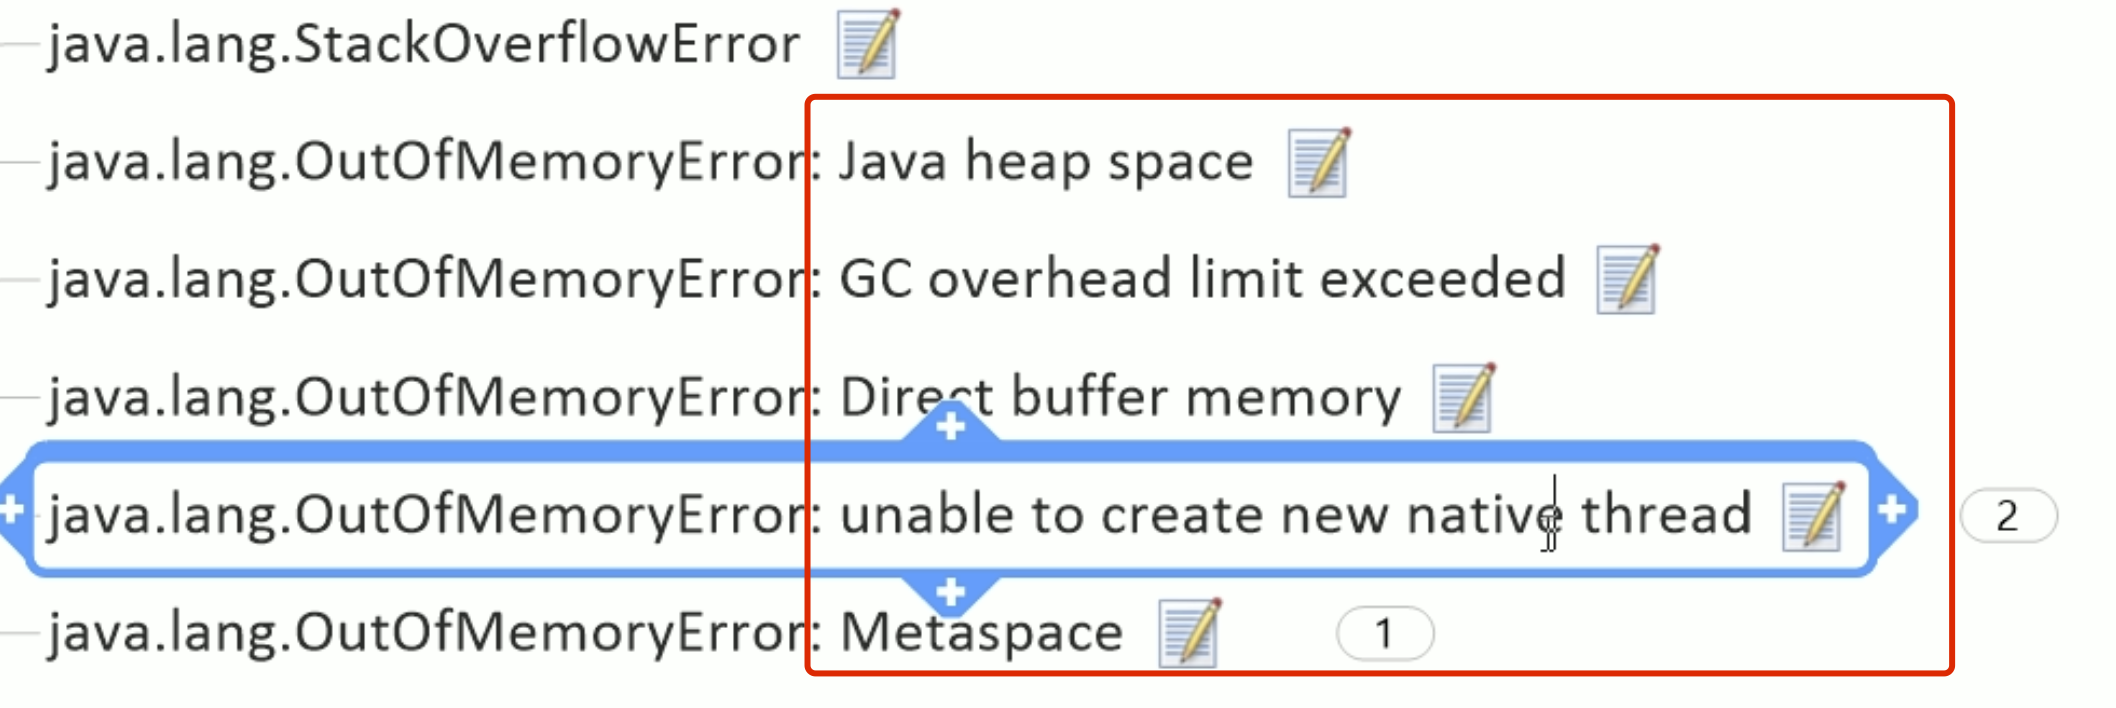 java.lang.StackOverflowError
java.lang.OutOfMemoryError: Java heap space
java.lang.OutOfMemoryError: GC overhead limit exceeded
java.lang.OutOfMemoryError: Direct buffer memory
java.lang.OutOfMemoryError: unable to create new native thread 2
java.lang.OutOfMemoryError: Metaspace 1